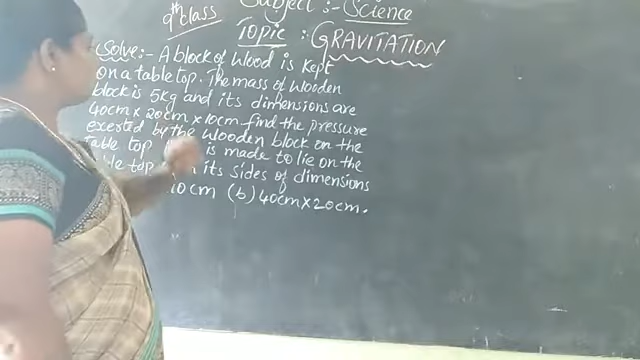 9th class
Subject :- Science
Topic : GRAVITATION
Solve:- A block of wood is kept
on a table top. The mass of wooden
block is 5kg and its dimensions are
40cm x 20cm x 10cm find the pressure
exerted by the wooden block on the
table top is made to lie on the
table top its sides of dimensions
10cm (b) 40cm x 20cm.